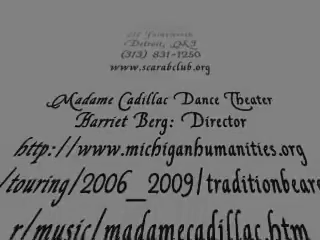 Detroit, MI
(313) 831-1250
www.scarabclub.org
Madame Cadillac Dance Theater
Harriet Berg: Director
http://www.michiganhumanities.org
/touring/2006_2009/traditionbeare
r/music/madamecadillac.htm